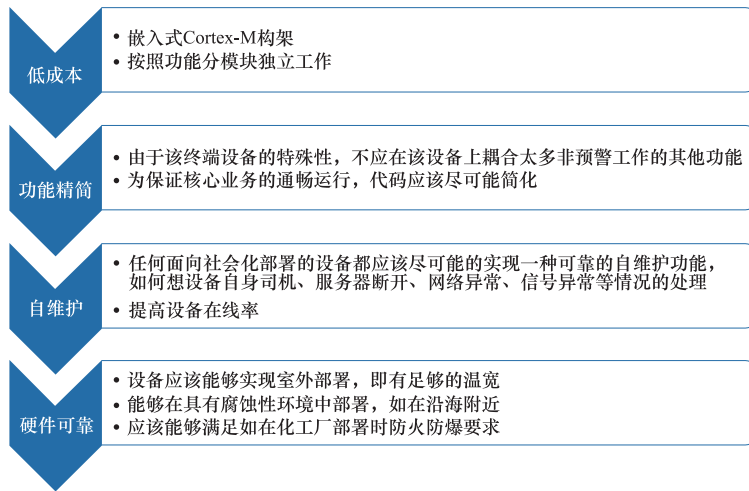 低成本
• 嵌入式Cortex-M构架
• 按照功能分模块独立工作
功能精简
• 由于该终端设备的特殊性，不应在该设备上耦合太多非预警工作的其他功能
• 为保证核心业务的通畅运行，代码应该尽可能简化
自维护
• 任何面向社会化部署的设备都应该尽可能的实现一种可靠的自维护功能，
如何想设备自身司机、服务器断开、网络异常、信号异常等情况的处理
• 提高设备在线率
硬件可靠
• 设备应该能够实现室外部署，即有足够的温宽
• 能够在具有腐蚀性环境中部署，如在沿海附近
• 应该能够满足如在化工厂部署时防火防爆要求